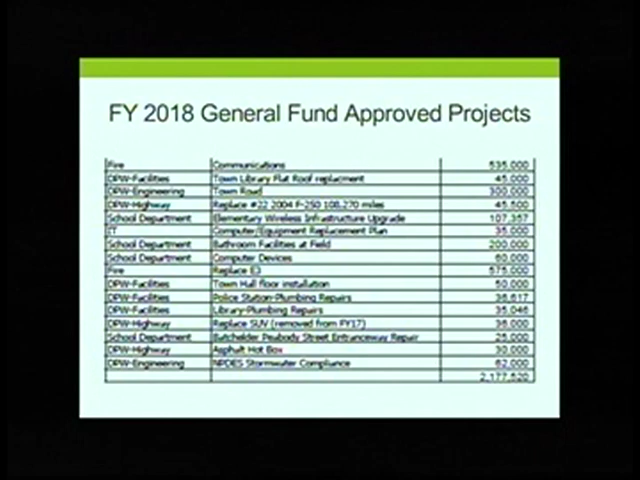 FY 2018 General Fund Approved Projects
Fire Communications 535,000
DPW-Facilities Town Library Flat Roof replacment 45,000
DPW-Engineering Town Road 300,000
DPW-Highway Replace #22 2004 F-250 108,270 miles 45,500
School Department Elementary Wireless Infrastructure Upgrade 107,357
IT Computer/Equipment Replacement Plan 35,000
School Department Bathroom Facilities at Field 200,000
School Department Computer Devices 60,000
Fire Replace E3 575,000
DPW-Facilities Town Hall floor installation 50,000
DPW-Facilities Police Station-Plumbing Repairs 38,617
DPW-Facilities Library-Plumbing Repairs 35,046
DPW-Highway Replace SUV (removed from FY17) 36,000
School Department Batchelder Peabody Street Entranceway Repair 25,000
DPW-Highway Asphalt Hot Box 30,000
DPW-Engineering NPDES Stormwater Compliance 62,000
2,177,520